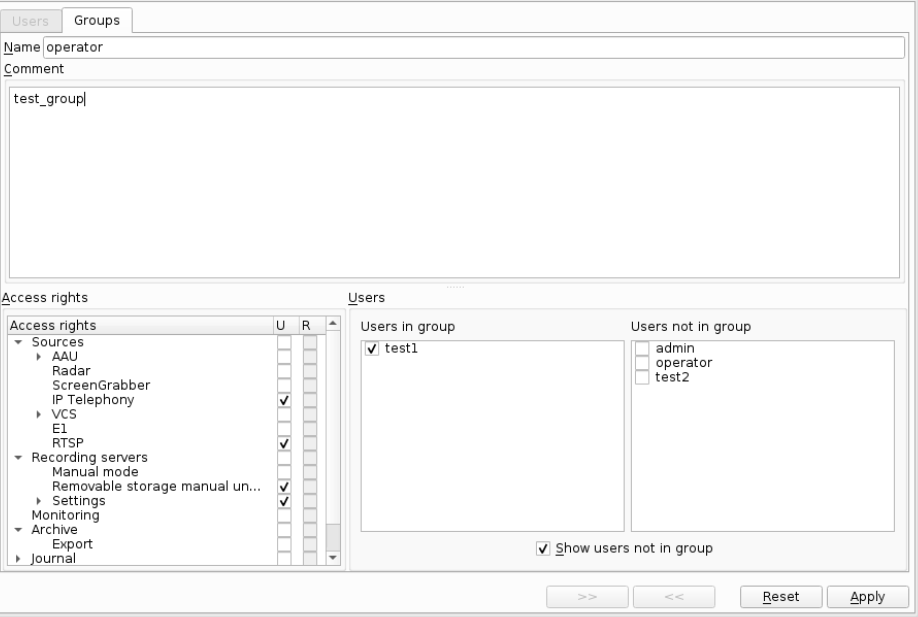 Users Groups
Name operator
Comment
test_group
Access rights
Access rights U R
Sources
AAU
Radar
ScreenGrabber
IP Telephony
VCS
E1
RTSP
Recording servers
Manual mode
Removable storage manual un...
Settings
Monitoring
Archive
Export
Journal
Users
Users in group
test1
Users not in group
admin
operator
test2
Show users not in group
>> << Reset Apply